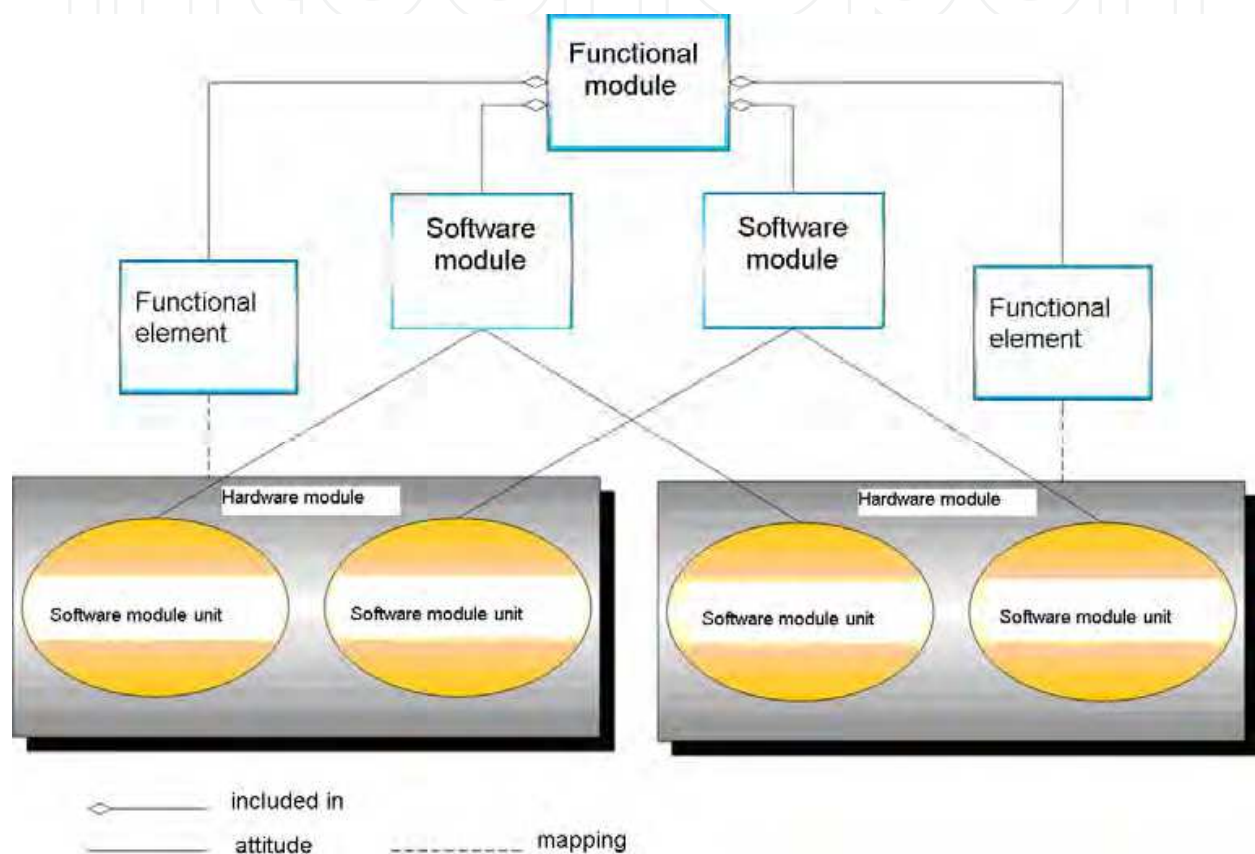 Functional
module
Software
module
Software
module
Functional
element
Functional
element
Hardware module
Hardware module
Software module unit
Software module unit
Software module unit
Software module unit
included in
attitude
mapping